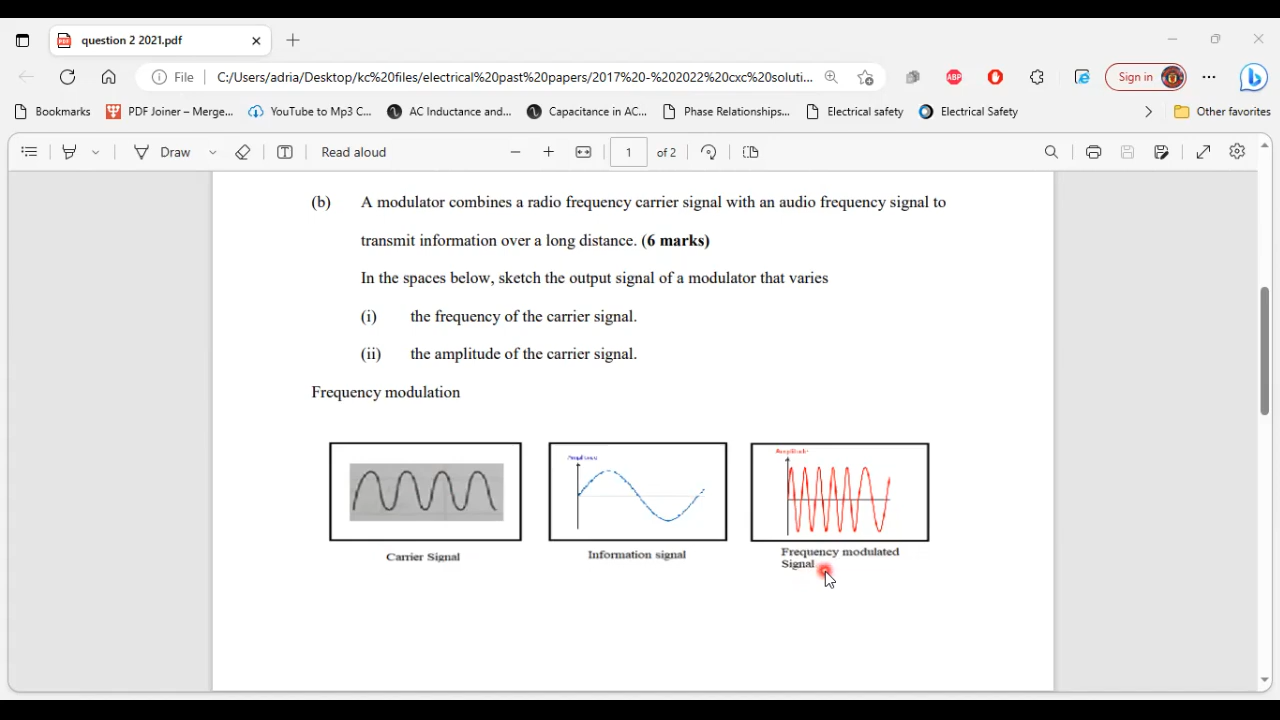 question 2 2021.pdf
File
C:/Users/adria/Desktop/kc%20files/electrical%20past%20papers/2017%20-%202022%20cxc%20soluti...
ABP
Sign in
Bookmarks
PDF Joiner – Merge...
YouTube to Mp3 C...
AC Inductance and...
Capacitance in AC...
Phase Relationships...
Electrical safety
Electrical Safety
Other favorites
Draw
Read aloud
1
of 2
(b) A modulator combines a radio frequency carrier signal with an audio frequency signal to
transmit information over a long distance. (6 marks)
In the spaces below, sketch the output signal of a modulator that varies
(i) the frequency of the carrier signal.
(ii) the amplitude of the carrier signal.
Frequency modulation
Carrier Signal
Information signal
Frequency modulated
Signal